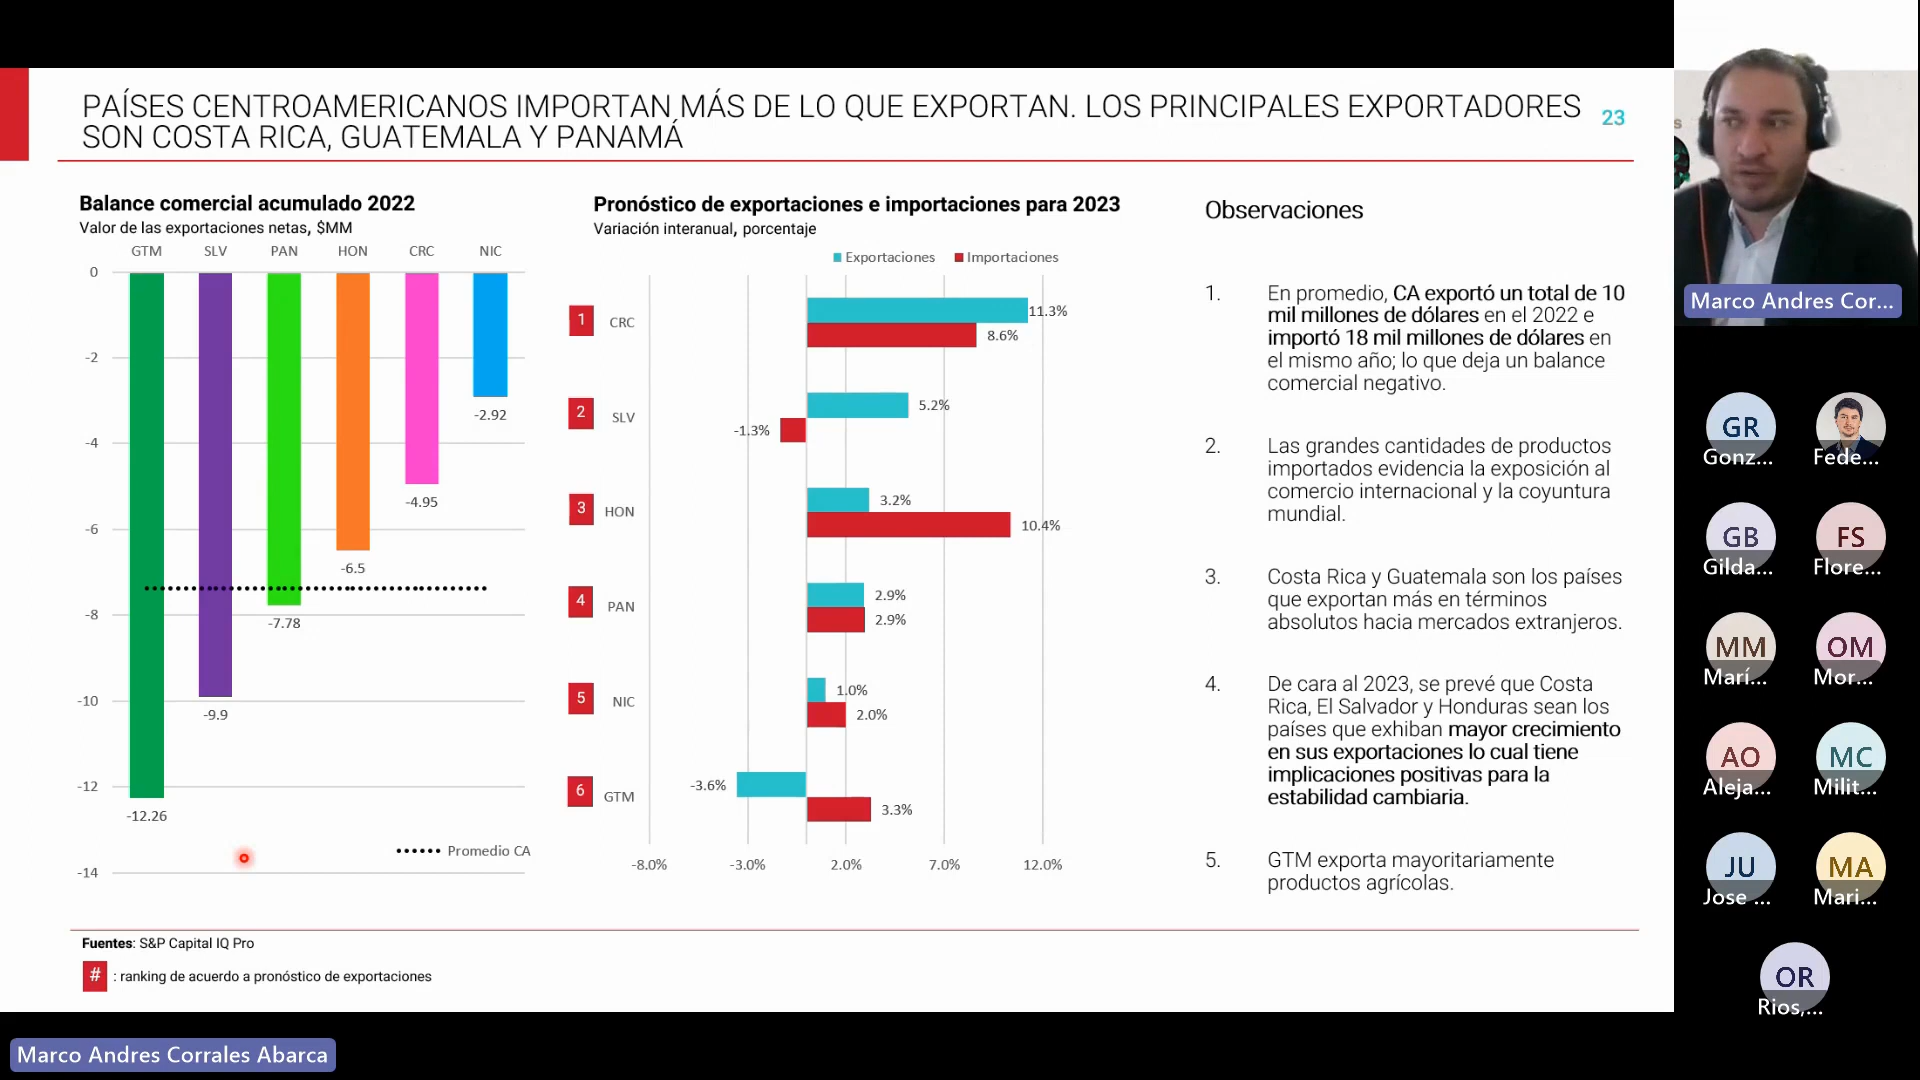 PAÍSES CENTROAMERICANOS IMPORTAN MÁS DE LO QUE EXPORTAN. LOS PRINCIPALES EXPORTADORES
SON COSTA RICA, GUATEMALA Y PANAMÁ
23
Balance comercial acumulado 2022
Valor de las exportaciones netas, $MM
GTM SLV PAN HON CRC NIC
0
-2
-4
-6
-8
-10
-12
-14
-12.26
-9.9
-7.78
-6.5
-4.95
-2.92
Promedio CA
Pronóstico de exportaciones e importaciones para 2023
Variación interanual, porcentaje
Exportaciones Importaciones
1 CRC 11.3% 8.6%
2 SLV 5.2% -1.3%
3 HON 3.2% 10.4%
4 PAN 2.9% 2.9%
5 NIC 1.0% 2.0%
6 GTM -3.6% 3.3%
-8.0% -3.0% 2.0% 7.0% 12.0%
Observaciones
1. En promedio, CA exportó un total de 10
mil millones de dólares en el 2022 e
importó 18 mil millones de dólares en
el mismo año; lo que deja un balance
comercial negativo.
2. Las grandes cantidades de productos
importados evidencia la exposición al
comercio internacional y la coyuntura
mundial.
3. Costa Rica y Guatemala son los países
que exportan más en términos
absolutos hacia mercados extranjeros.
4. De cara al 2023, se prevé que Costa
Rica, El Salvador y Honduras sean los
países que exhiban mayor crecimiento
en sus exportaciones lo cual tiene
implicaciones positivas para la
estabilidad cambiaria.
5. GTM exporta mayoritariamente
productos agrícolas.
Fuentes: S&P Capital IQ Pro
# : ranking de acuerdo a pronóstico de exportaciones
Marco Andres Corrales Abarca
s
Marco Andres Cor...
GR
Gonz...
Fede...
GB
Gilda...
FS
Flore...
MM
Marí...
OM
Mor...
AO
Aleja...
MC
Milit...
JU
Jose ...
MA
Mari...
OR
Rios,...